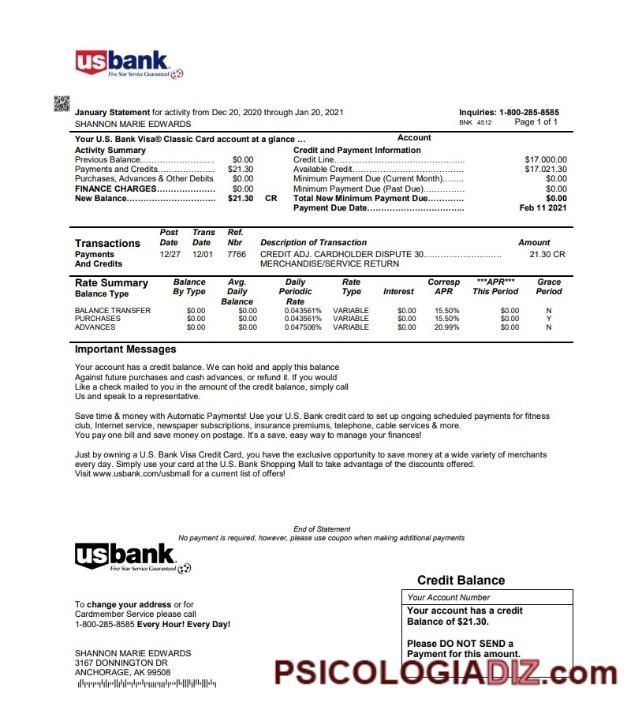 usbank
Five Star Service Guaranteed
January Statement for activity from Dec 20, 2020 through Jan 20, 2021
Inquiries: 1-800-285-8585
SHANNON MARIE EDWARDS
BNK 4512 Page 1 of 1
Your U.S. Bank Visa® Classic Card account at a glance ...
Account
Activity Summary
Previous Balance............................ $0.00
Payments and Credits...................... $21.30
Purchases, Advances & Other Debits $0.00
FINANCE CHARGES..................... $0.00
New Balance................................. $21.30 CR
Credit and Payment Information
Credit Line.......................................................... $17.000.00
Available Credit.................................................... $17.021.30
Minimum Payment Due (Current Month)........ $0.00
Minimum Payment Due (Past Due)............... $0.00
Total New Minimum Payment Due............. $0.00
Payment Due Date.................................... Feb 11 2021
Transactions
Post Date Trans Date Ref. Nbr Description of Transaction Amount
Payments And Credits
12/27 12/01 7766 CREDIT ADJ. CARDHOLDER DISPUTE 30............................ 21.30 CR
MERCHANDISE/SERVICE RETURN
Rate Summary
Balance Type Balance By Type Avg. Daily Balance Daily Periodic Rate Rate Type Interest Corresp APR ***APR*** This Period Grace Period
BALANCE TRANSFER $0.00 $0.00 0.043561% VARIABLE $0.00 15.50% $0.00 N
PURCHASES $0.00 $0.00 0.043561% VARIABLE $0.00 15.50% $0.00 Y
ADVANCES $0.00 $0.00 0.047506% VARIABLE $0.00 20.99% $0.00 N
Important Messages
Your account has a credit balance. We can hold and apply this balance
Against future purchases and cash advances, or refund it. If you would
Like a check mailed to you in the amount of the credit balance, simply call
Us and speak to a representative.
Save time & money with Automatic Payments! Use your U.S. Bank credit card to set up ongoing scheduled payments for fitness
club, Internet service, newspaper subscriptions, insurance premiums, telephone, cable services & more.
You pay one bill and save money on postage. It's a save, easy way to manage your finances!
Just by owning a U.S. Bank Visa Credit Card, you have the exclusive opportunity to save money at a wide variety of merchants
every day. Simply use your card at the U.S. Bank Shopping Mall to take advantage of the discounts offered.
Visit www.usbank.com/usbmall for a current list of offers!
End of Statement
No payment is required, however, please use coupon when making additional payments
usbank
Five Star Service Guaranteed
To change your address or for
Cardmember Service please call
1-800-285-8585 Every Hour! Every Day!
Credit Balance
Your Account Number
Your account has a credit
Balance of $21.30.
Please DO NOT SEND a
Payment for this amount.
SHANNON MARIE EDWARDS
3167 DONNINGTON DR
ANCHORAGE, AK 99508
PSICOLOGIADIZ.com